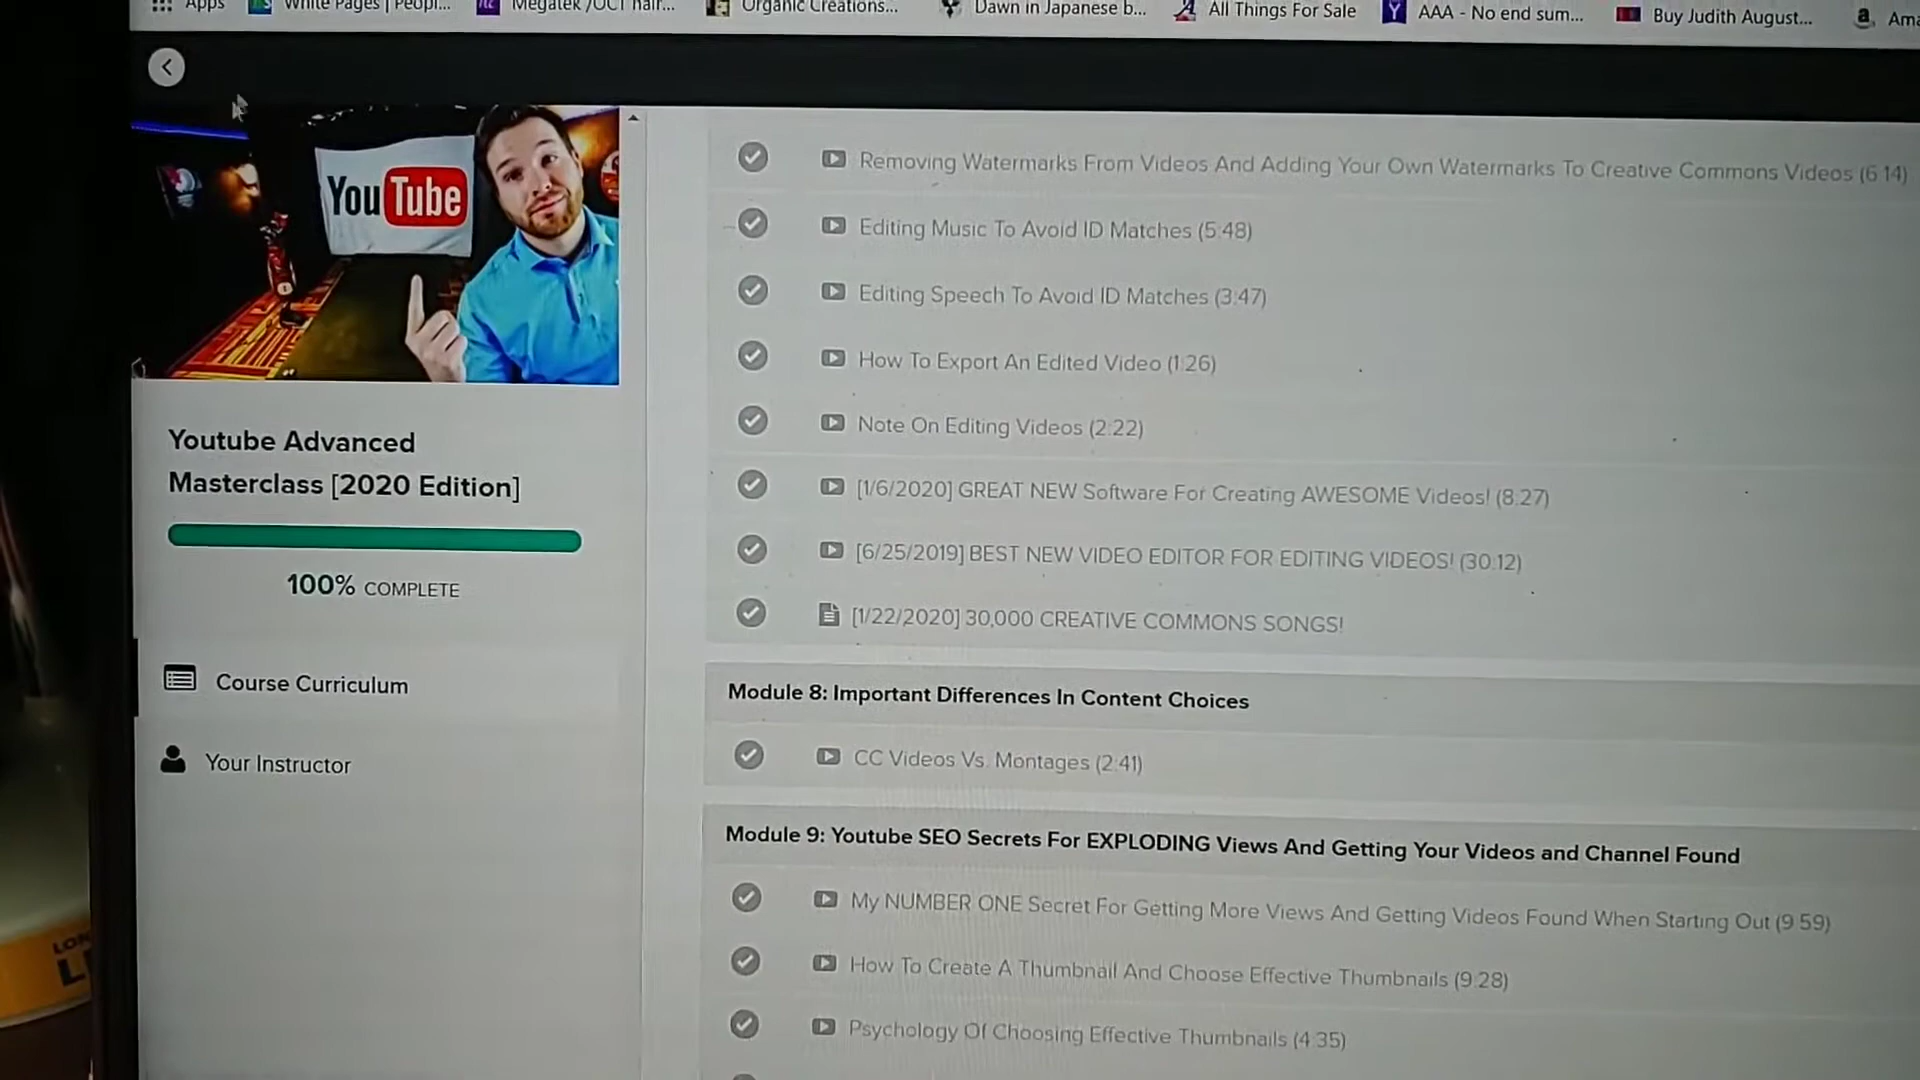 Apps
White Pages | Peopl...
Megatek /OCT hair...
Organic Creations...
Dawn in Japanese b...
All Things For Sale
AAA - No end sum...
Buy Judith August...
YouTube
Removing Watermarks From Videos And Adding Your Own Watermarks To Creative Commons Videos (6:14)
Editing Music To Avoid ID Matches (5:48)
Editing Speech To Avoid ID Matches (3:47)
How To Export An Edited Video (1:26)
Note On Editing Videos (2:22)
[1/6/2020] GREAT NEW Software For Creating AWESOME Videos! (8:27)
[6/25/2019] BEST NEW VIDEO EDITOR FOR EDITING VIDEOS! (30:12)
[1/22/2020] 30,000 CREATIVE COMMONS SONGS!
Youtube Advanced
Masterclass [2020 Edition]
100% COMPLETE
Course Curriculum
Your Instructor
Module 8: Important Differences In Content Choices
CC Videos Vs. Montages (2:41)
Module 9: Youtube SEO Secrets For EXPLODING Views And Getting Your Videos and Channel Found
My NUMBER ONE Secret For Getting More Views And Getting Videos Found When Starting Out (9:59)
How To Create A Thumbnail And Choose Effective Thumbnails (9:28)
Psychology Of Choosing Effective Thumbnails (4:35)